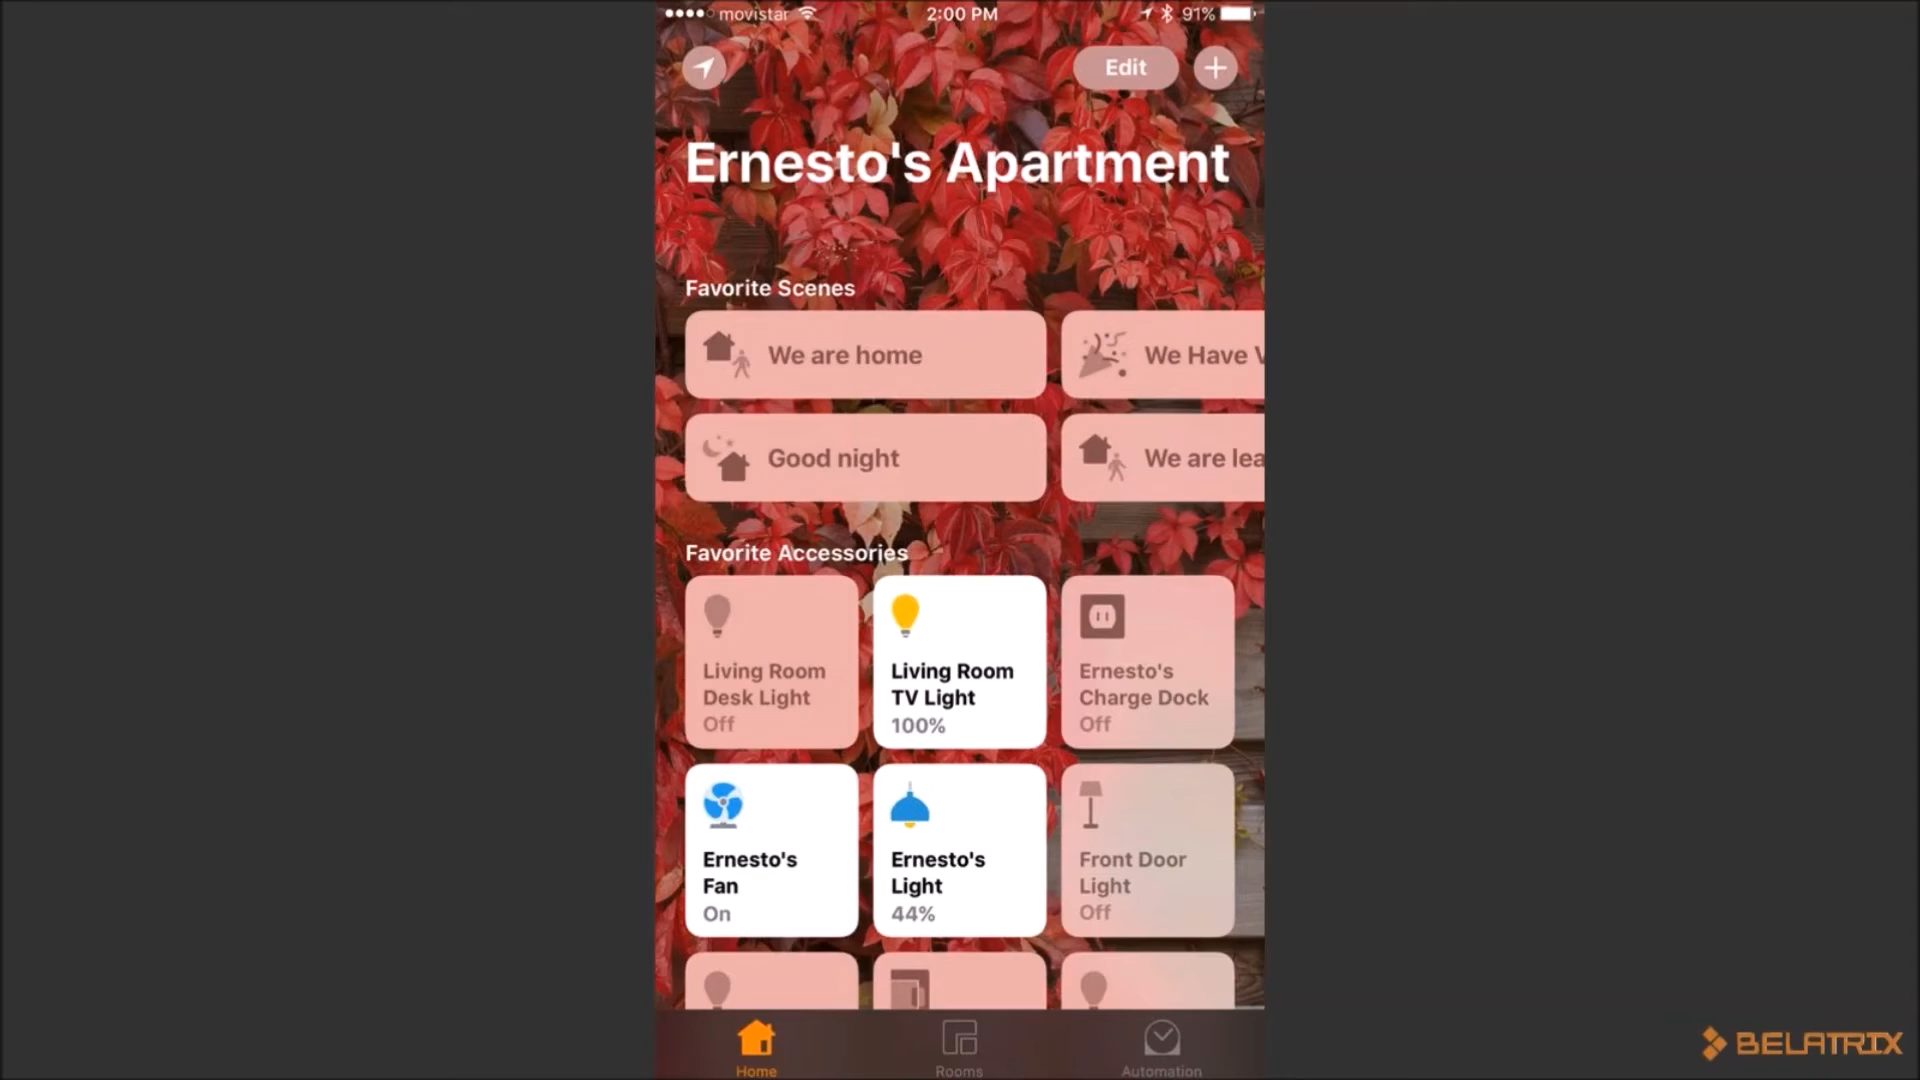 movistar 2:00 PM 91%
Edit
Ernesto's Apartment
Favorite Scenes
We are home
We Have V
Good night
We are lea
Favorite Accessories
Living Room
Desk Light
Off
Living Room
TV Light
100%
Ernesto's
Charge Dock
Off
Ernesto's
Fan
On
Ernesto's
Light
44%
Front Door
Light
Off
Home
Rooms
Automation
BELATRIX